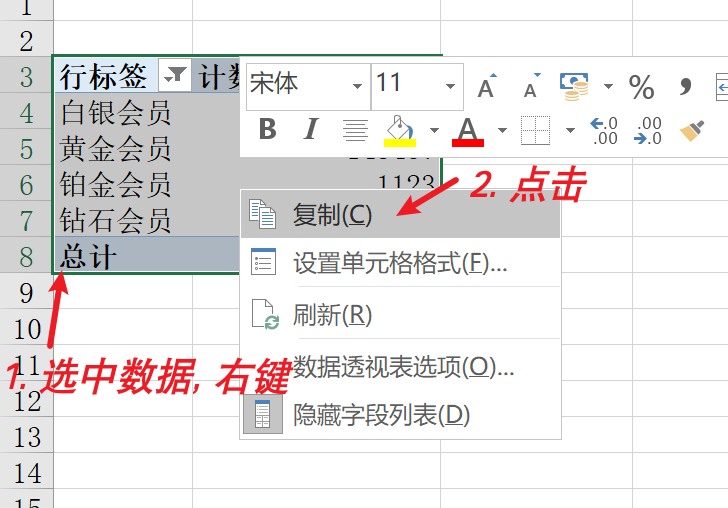 1
2
3 行标签 计数
宋体 11 A A %
4 白银会员
B I A .0 .00 .00 .0
5 黄金会员
6 铂金会员 1123
2. 点击
7 钻石会员 复制(C)
8 总计
设置单元格格式(F)...
9
刷新(R)
10
1. 选中数据, 右键
11 数据透视表选项(O)...
12
隐藏字段列表(D)
13
14
15